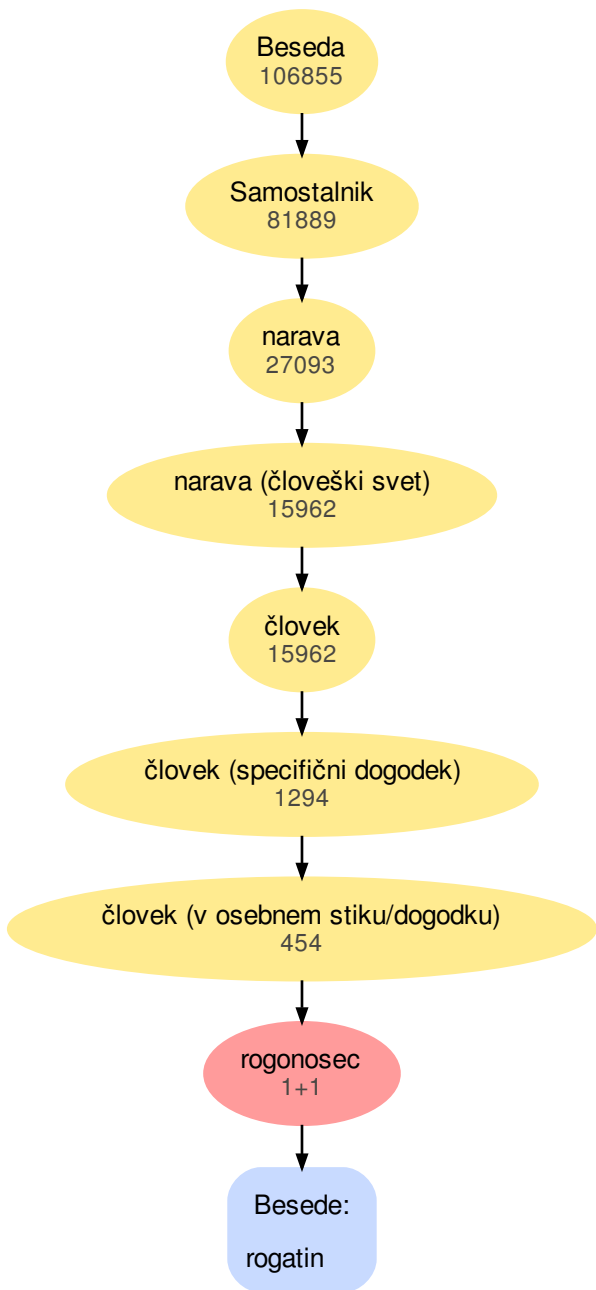 Beseda
106855
Samostalnik
81889
narava
27093
narava (človeški svet)
15962
človek
15962
človek (specifični dogodek)
1294
človek (v osebnem stiku/dogodku)
454
rogonosec
1+1
Besede:
rogatin